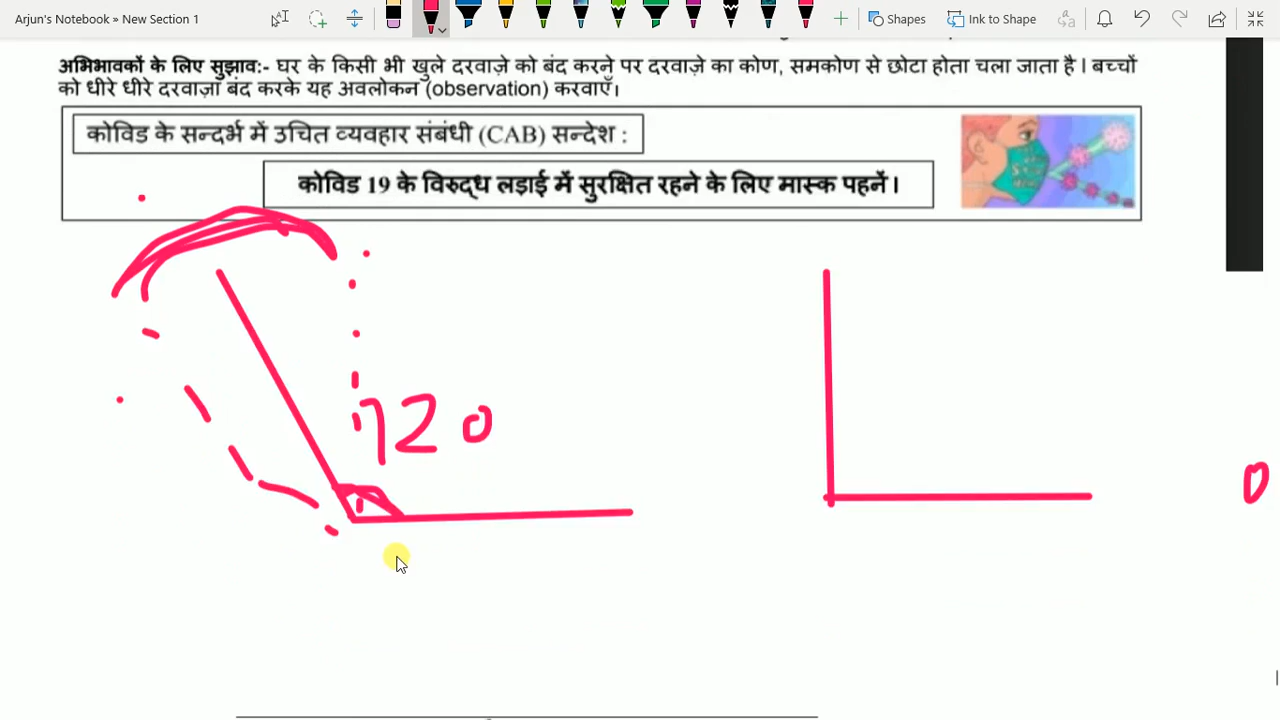 Arjun's Notebook » New Section 1
Shapes
Ink to Shape
अभिभावकों के लिए सुझाव:- घर के किसी भी खुले दरवाज़े को बंद करने पर दरवाज़े का कोण, समकोण से छोटा होता चला जाता है। बच्चों
को धीरे धीरे दरवाज़ा बंद करके यह अवलोकन (observation) करवाएँ।
कोविड के सन्दर्भ में उचित व्यवहार संबंधी (CAB) सन्देश :
कोविड 19 के विरुद्ध लड़ाई में सुरक्षित रहने के लिए मास्क पहनें।
120
0